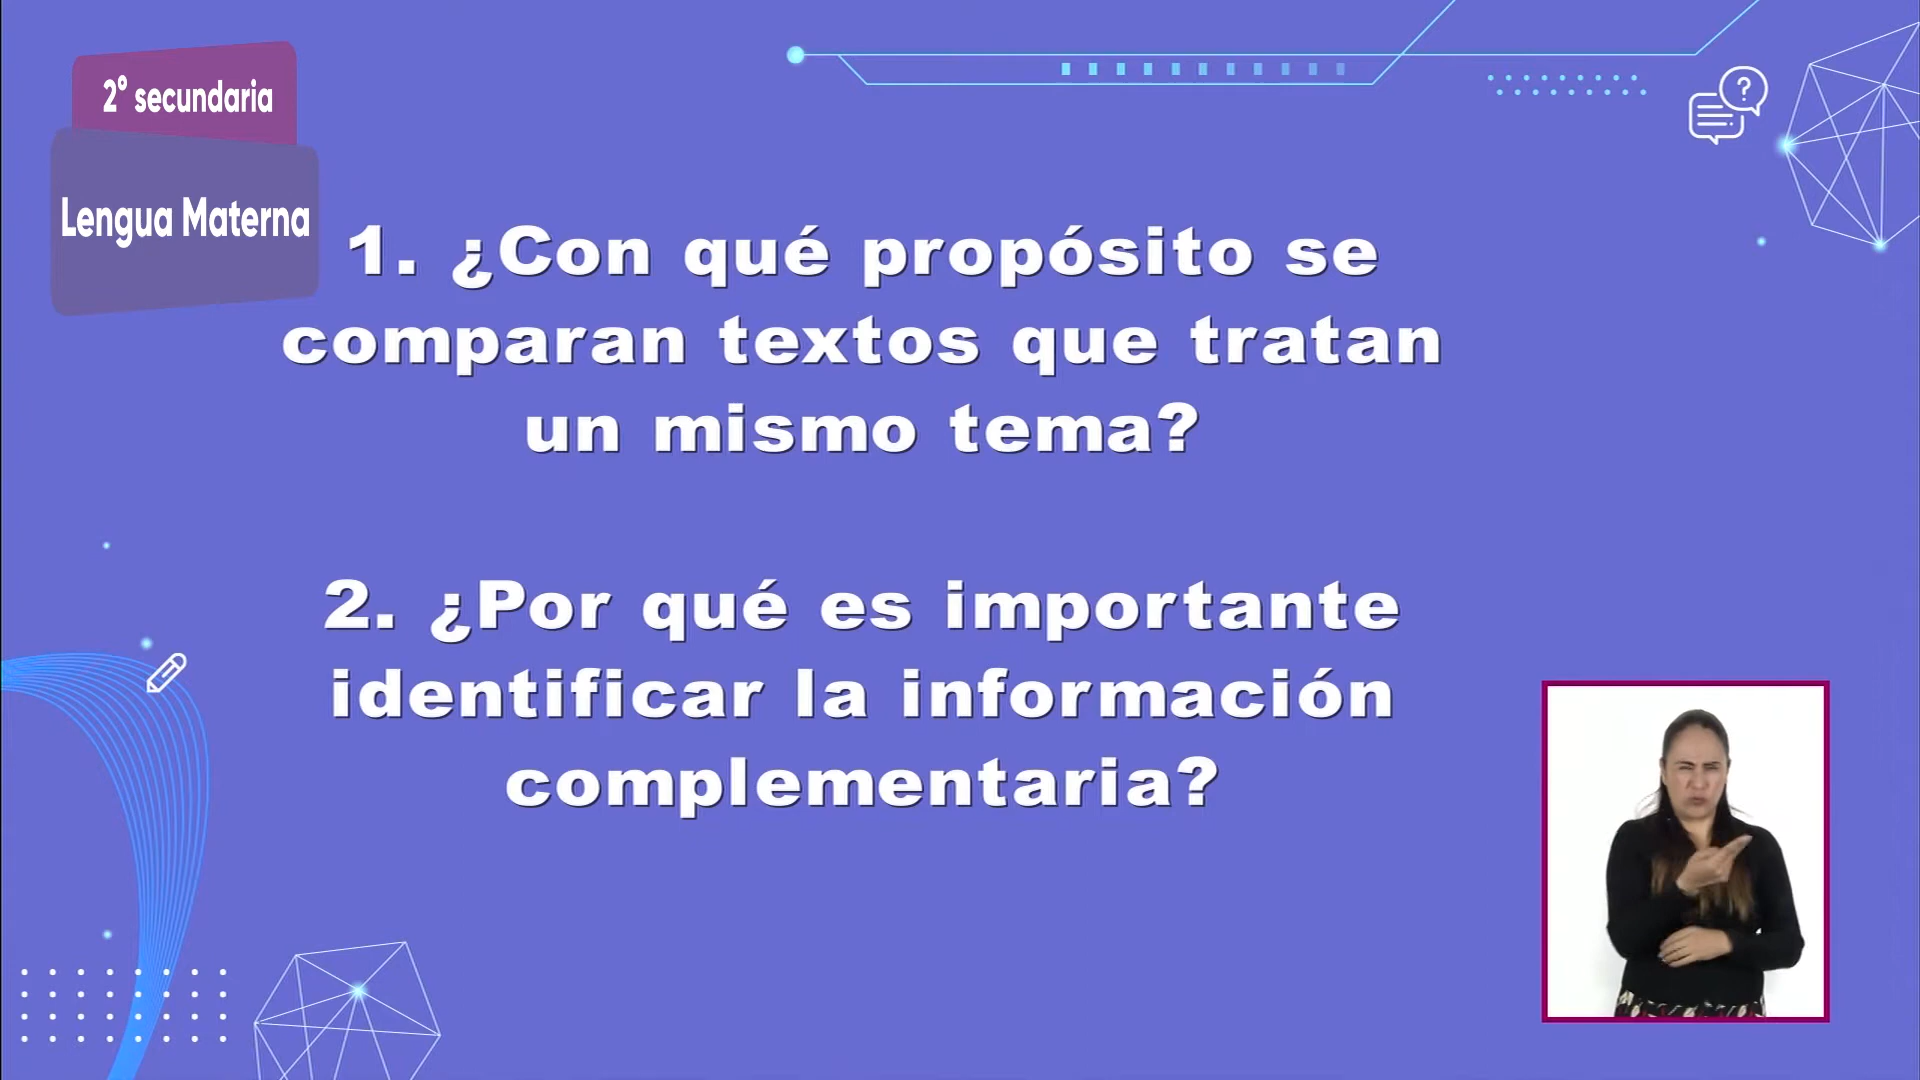 2° secundaria
Lengua Materna
1. ¿Con qué propósito se
comparan textos que tratan
un mismo tema?
2. ¿Por qué es importante
identificar la información
complementaria?